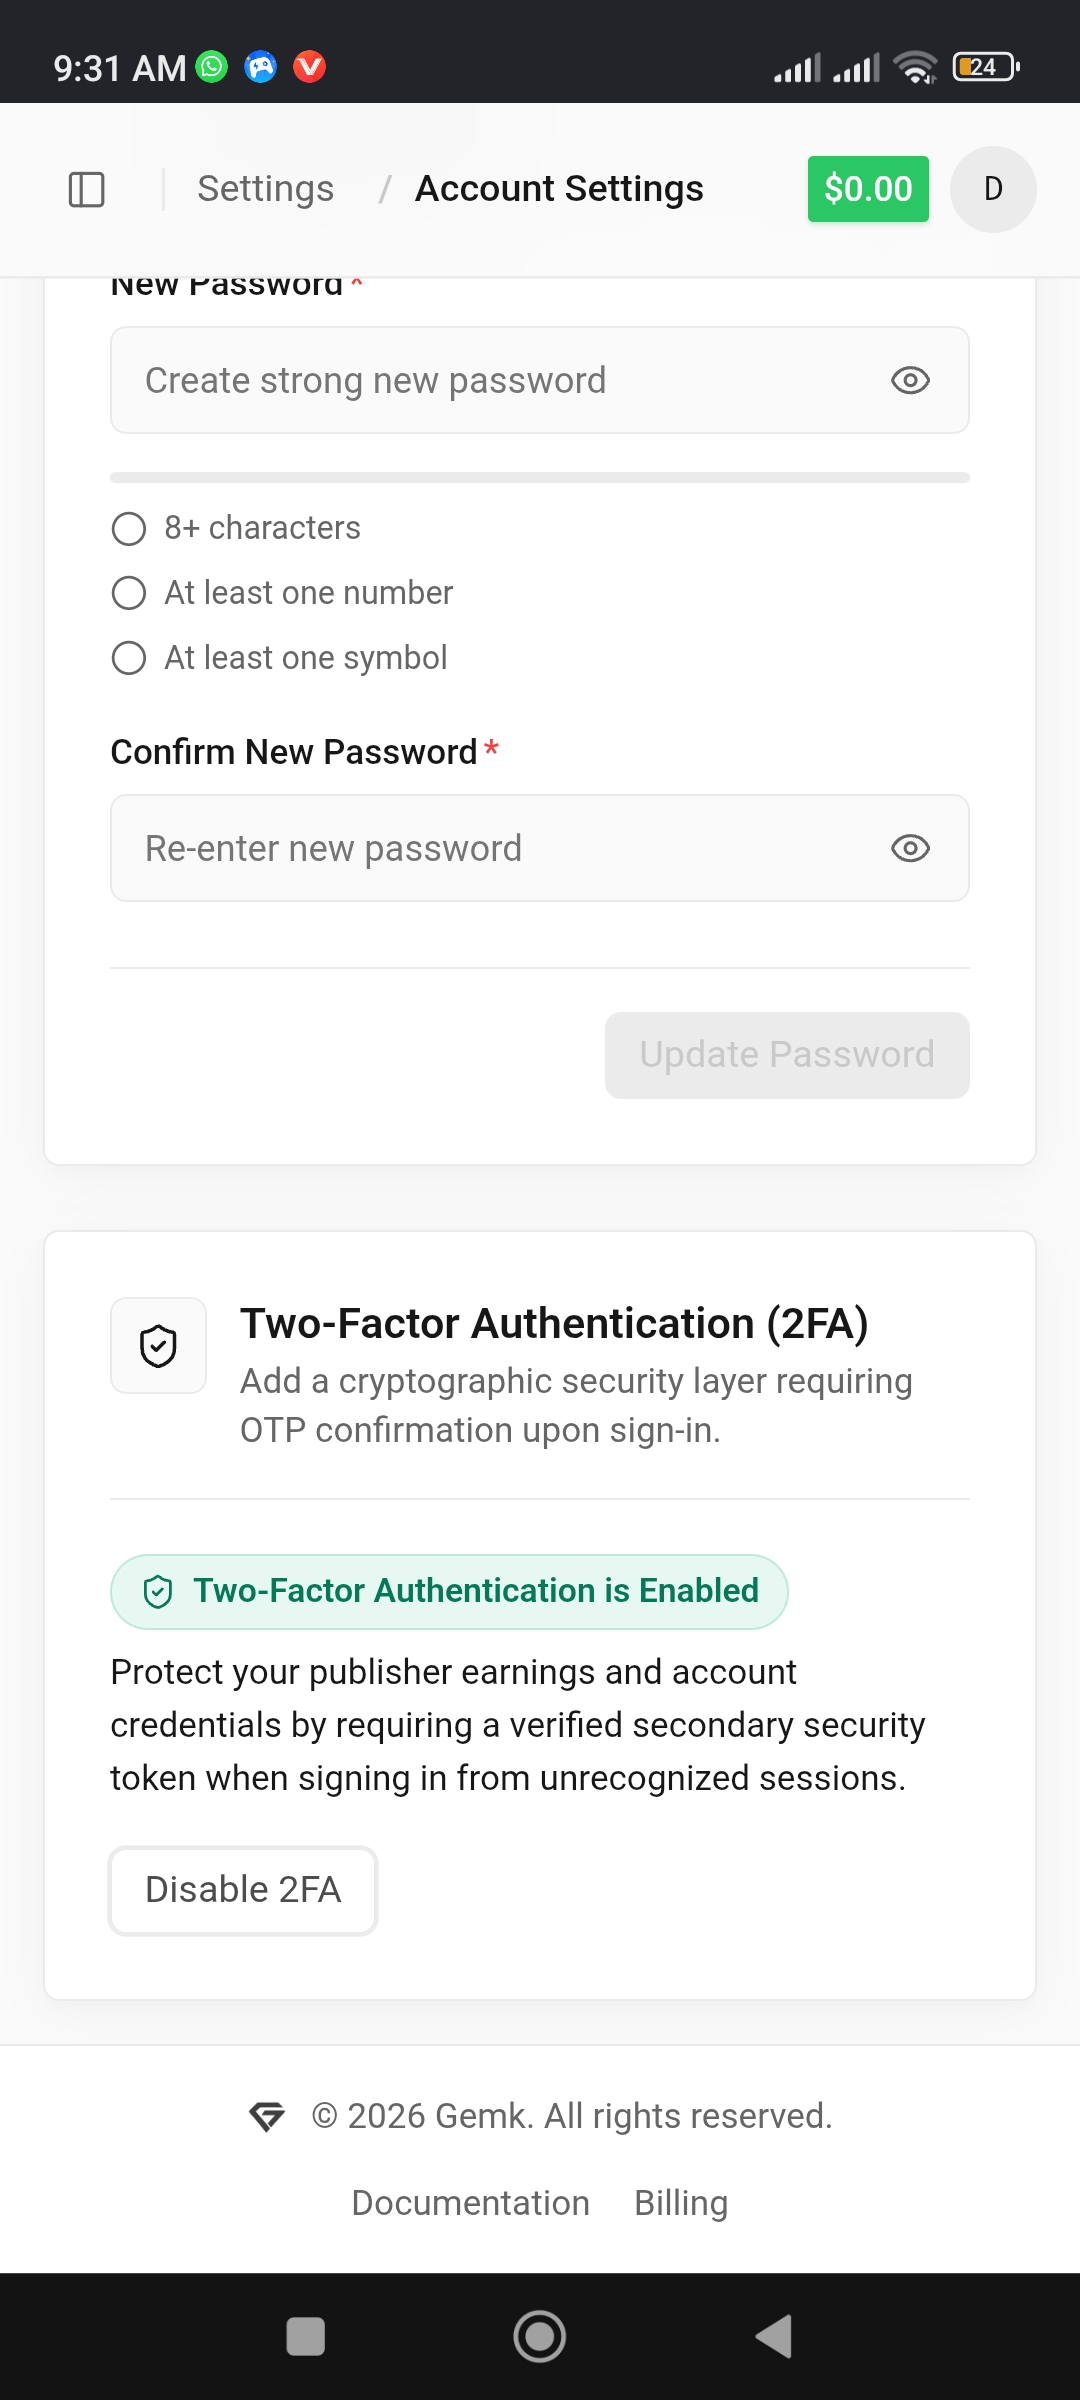 9:31 AM
24
Settings / Account Settings
$0.00
D
New Password *
Create strong new password
8+ characters
At least one number
At least one symbol
Confirm New Password *
Re-enter new password
Update Password
Two-Factor Authentication (2FA)
Add a cryptographic security layer requiring
OTP confirmation upon sign-in.
Two-Factor Authentication is Enabled
Protect your publisher earnings and account
credentials by requiring a verified secondary security
token when signing in from unrecognized sessions.
Disable 2FA
© 2026 Gemk. All rights reserved.
Documentation Billing